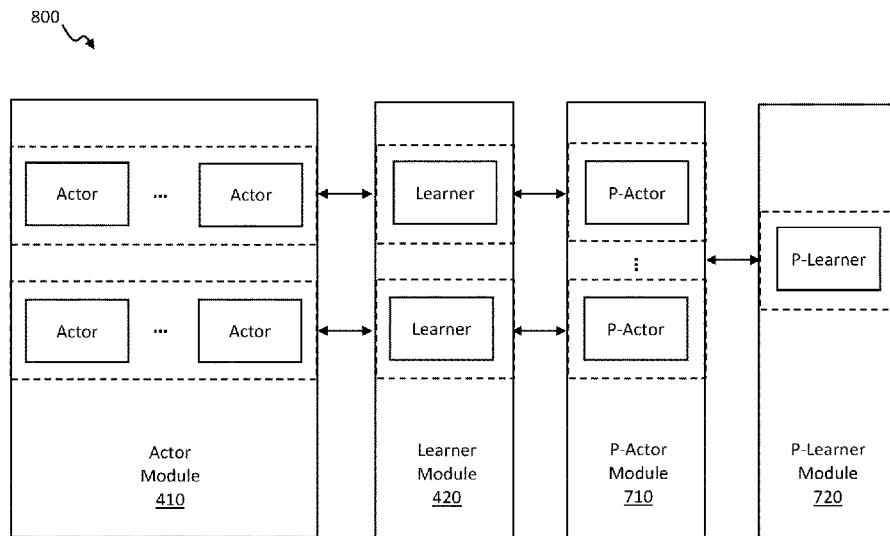 800
Actor ... Actor
Learner
P-Actor
P-Learner
...
Actor ... Actor
Learner
P-Actor
Actor
Module
410
Learner
Module
420
P-Actor
Module
710
P-Learner
Module
720